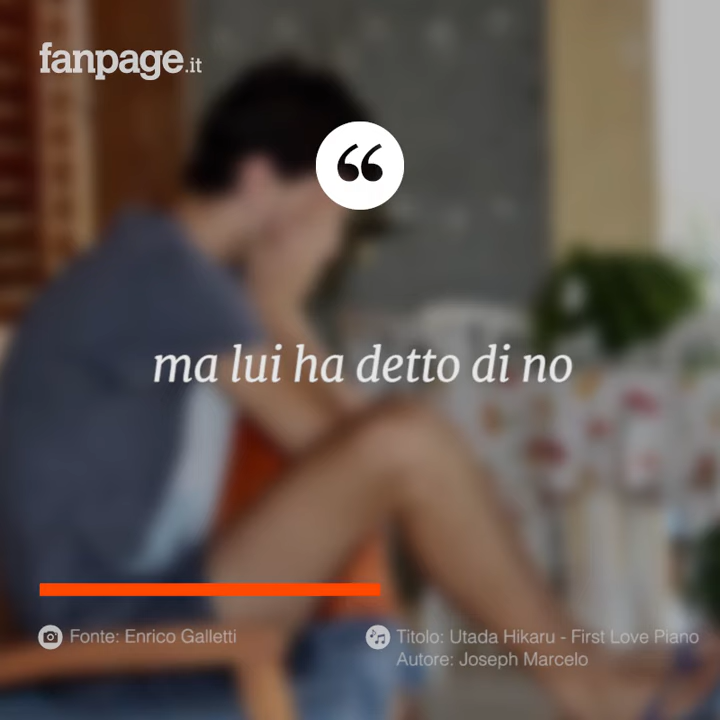 fanpage.it
“
ma lui ha detto di no
Fonte: Enrico Galletti
Titolo: Utada Hikaru - First Love Piano
Autore: Joseph Marcelo